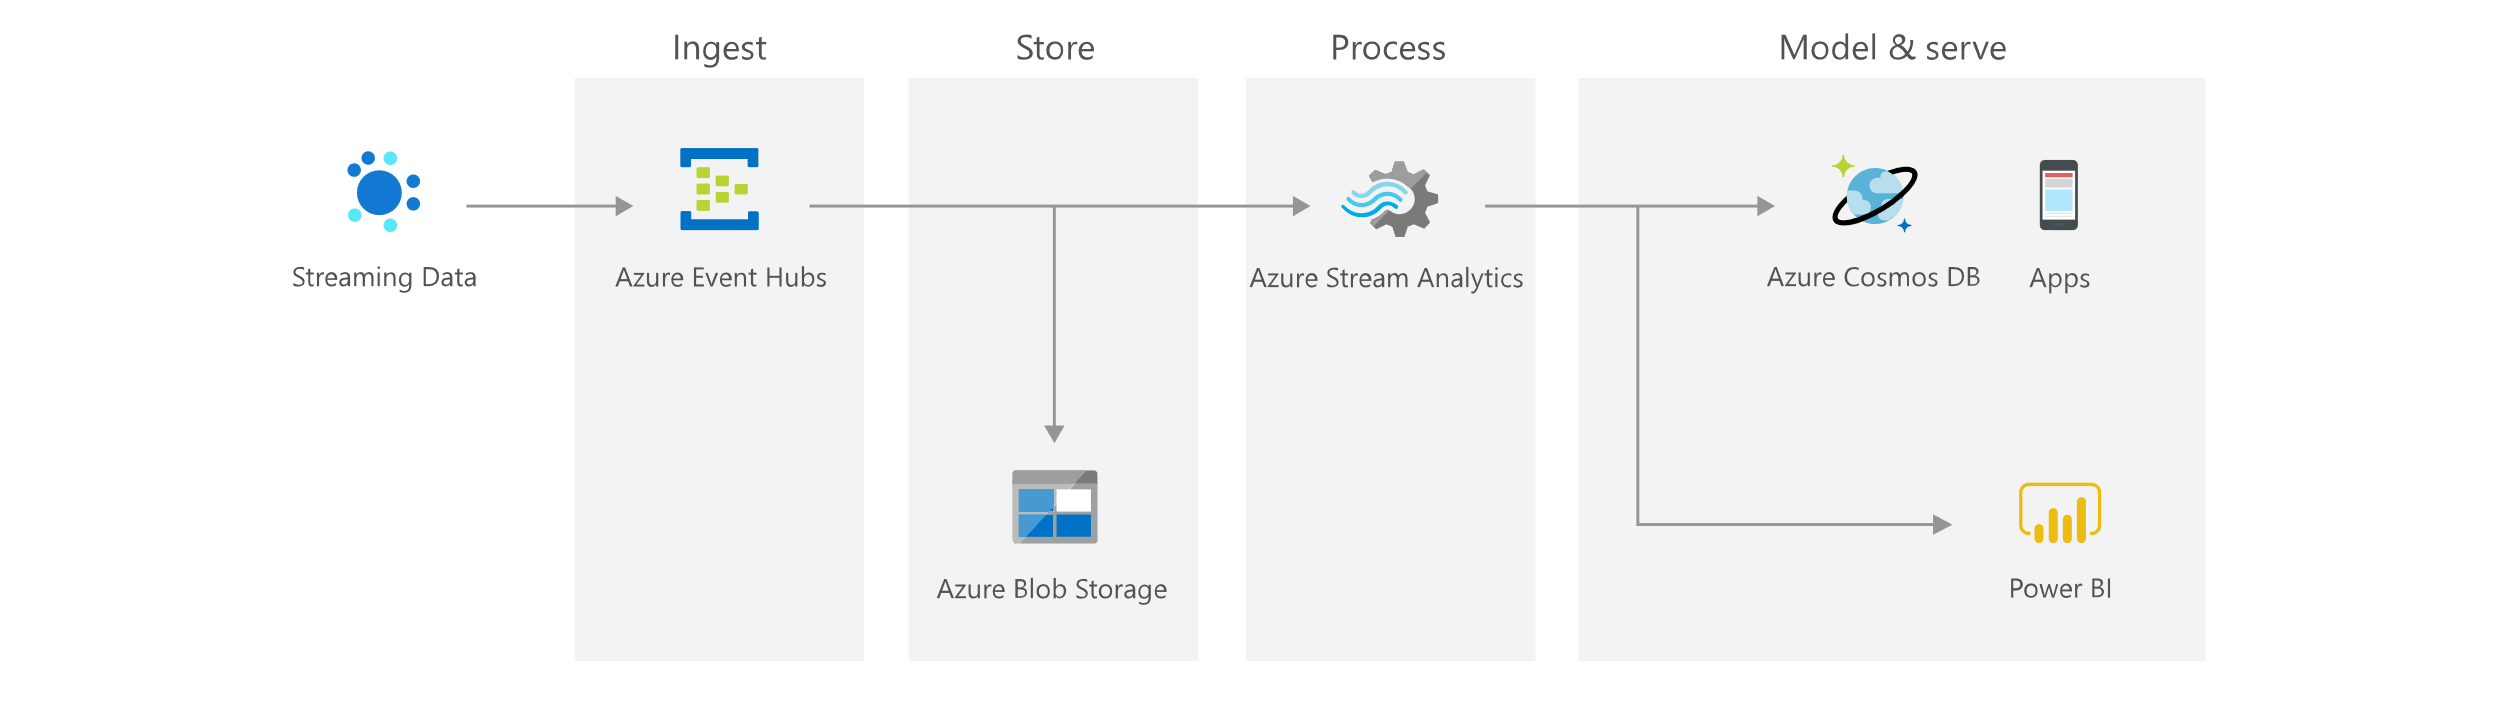 Ingest
Store
Process
Model & serve
Streaming Data
Azure Event Hubs
Azure Stream Analytics
Azure Cosmos DB
Apps
Azure Blob Storage
Power BI